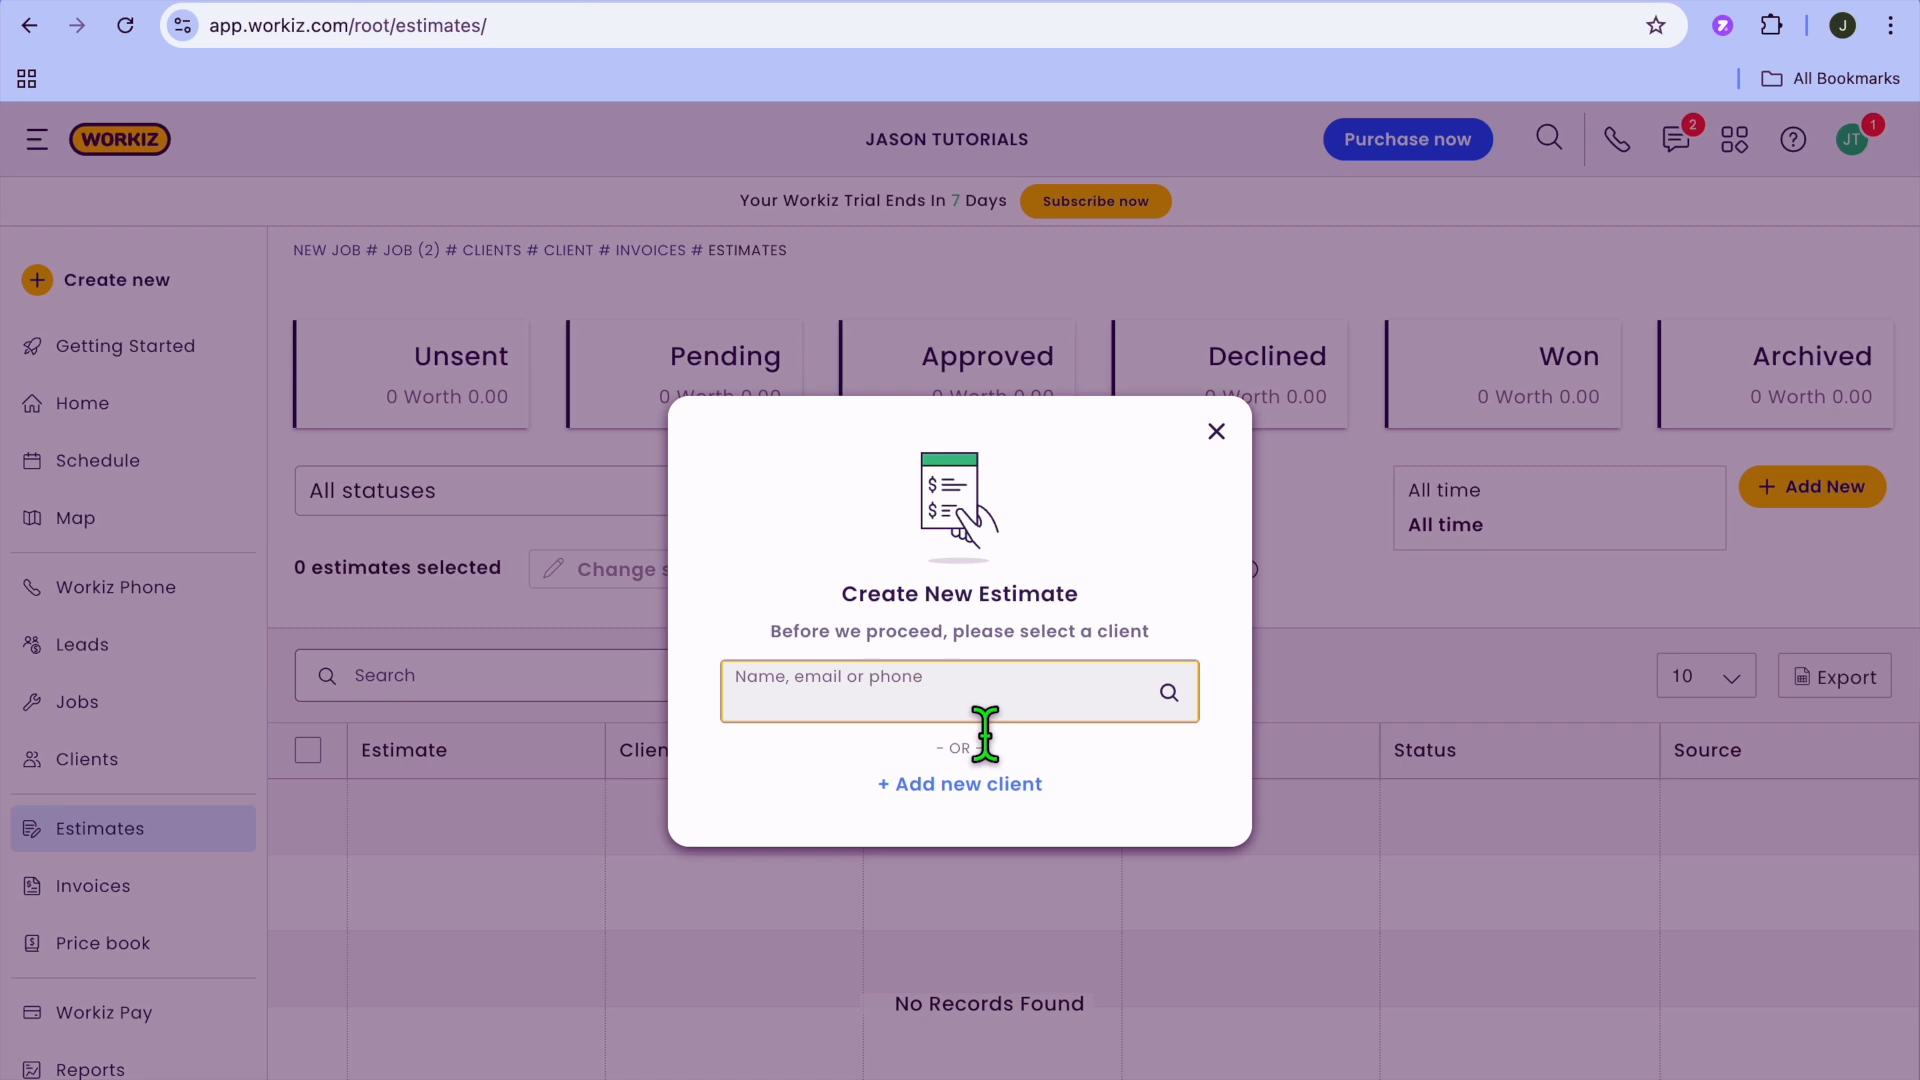 app.workiz.com/root/estimates/
J
All Bookmarks
WORKIZ
JASON TUTORIALS
Purchase now
2
JT
1
Your Workiz Trial Ends In 7 Days
Subscribe now
Create new
Getting Started
Home
Schedule
Map
Workiz Phone
Leads
Jobs
Clients
Estimates
Invoices
Price book
Workiz Pay
Reports
NEW JOB # JOB (2) # CLIENTS # CLIENT # INVOICES # ESTIMATES
Unsent
0 Worth 0.00
Pending
0 Worth 0.00
Approved
0 Worth 0.00
Declined
0 Worth 0.00
Won
0 Worth 0.00
Archived
0 Worth 0.00
All statuses
All time
All time
+ Add New
0 estimates selected
Change s
Search
10
Export
Estimate
Clien
Status
Source
No Records Found
Create New Estimate
Before we proceed, please select a client
Name, email or phone
- OR -
+ Add new client